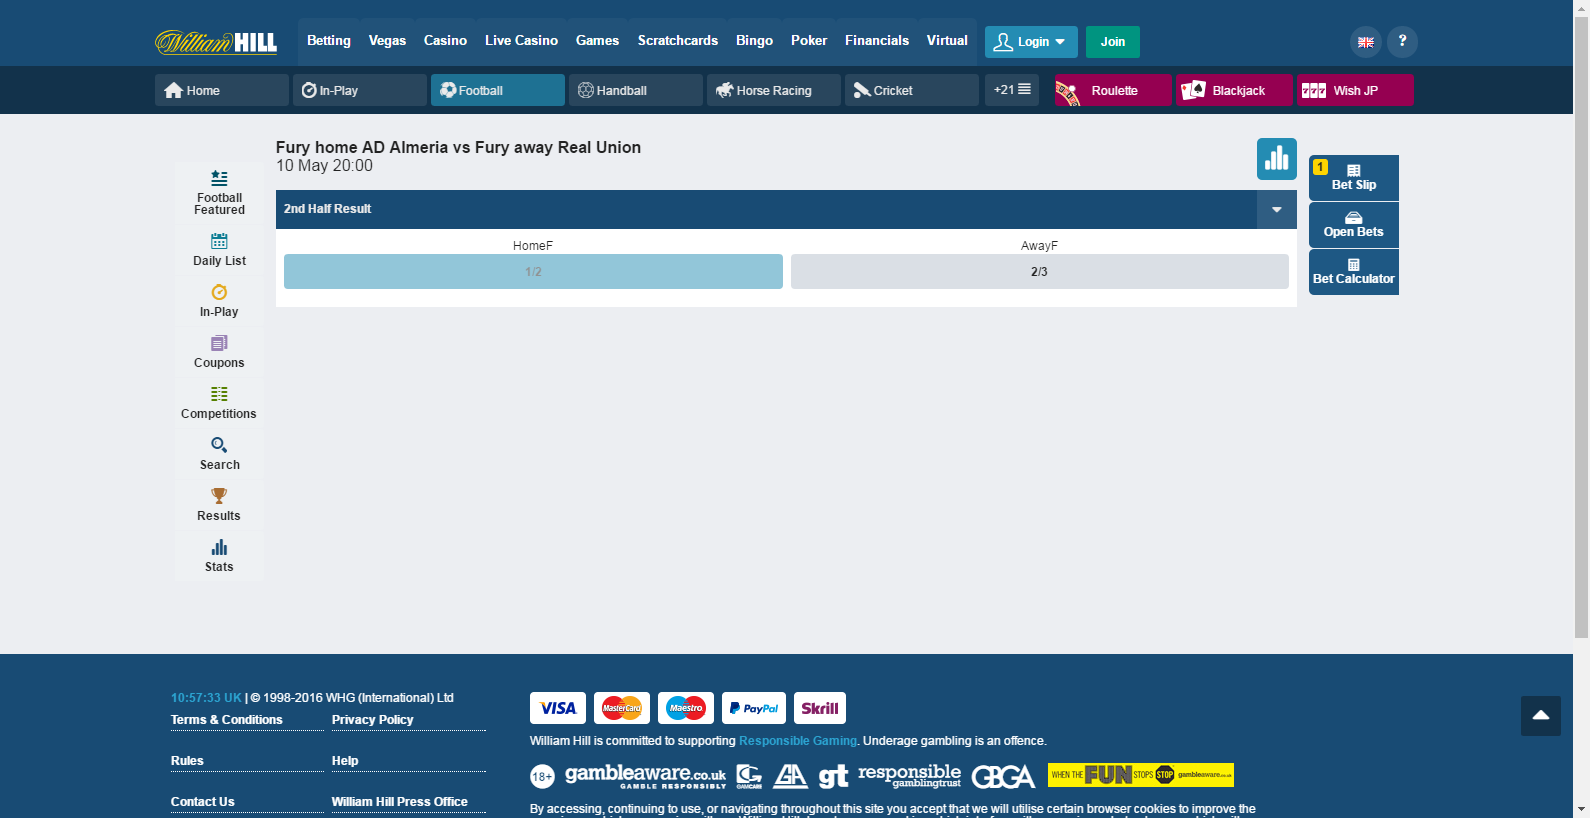 William HILL
Betting Vegas Casino Live Casino Games Scratchcards Bingo Poker Financials Virtual Login Join ?
Home In-Play Football Handball Horse Racing Cricket +21 Roulette 777 Blackjack Wish JP
Fury home AD Almeria vs Fury away Real Union
10 May 20:00
Football
Featured
Daily List
In-Play
Coupons
Competitions
Search
Results
Stats
2nd Half Result
HomeF AwayF
1/2 2/3
1
Bet Slip
Open Bets
Bet Calculator
10:57:33 UK | © 1998-2016 WHG (International) Ltd
Terms & Conditions Privacy Policy
Rules Help
Contact Us William Hill Press Office
VISA MasterCard Maestro PayPal Skrill
William Hill is committed to supporting Responsible Gaming. Underage gambling is an offence.
18+ gambleaware.co.uk GAMBLE RESPONSIBLY GAMCARE GA gt responsible gamblingtrust GBGA WHEN THE FUN STOPS STOP gambleaware.co.uk
By accessing, continuing to use, or navigating throughout this site you accept that we will utilise certain browser cookies to improve the